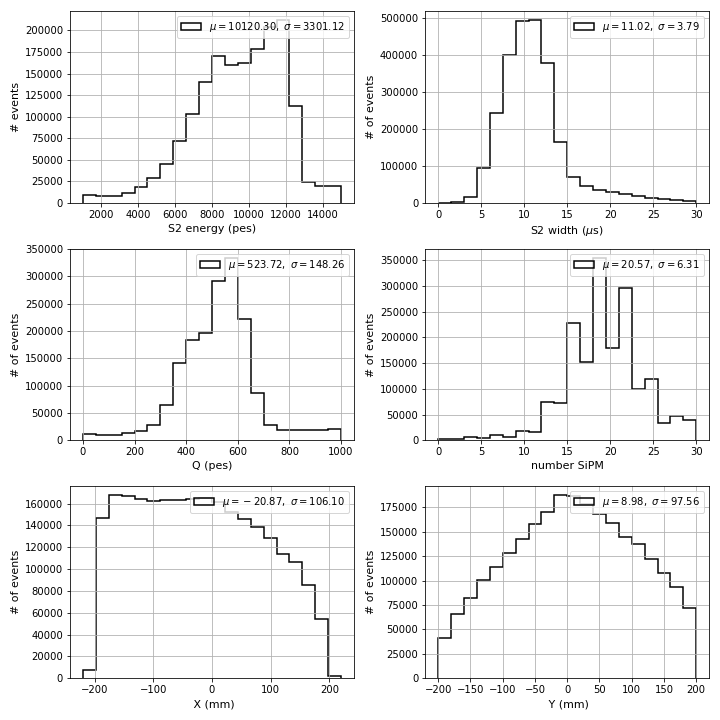 200000
175000
150000
125000
100000
75000
50000
25000
0
# events
μ = 10120.30, σ = 3301.12
2000 4000 6000 8000 10000 12000 14000
S2 energy (pes)
500000
400000
300000
200000
100000
0
# of events
μ = 11.02, σ = 3.79
0 5 10 15 20 25 30
S2 width (μs)
350000
300000
250000
200000
150000
100000
50000
0
# of events
μ = 523.72, σ = 148.26
0 200 400 600 800 1000
Q (pes)
350000
300000
250000
200000
150000
100000
50000
0
# of events
μ = 20.57, σ = 6.31
0 5 10 15 20 25 30
number SiPM
160000
140000
120000
100000
80000
60000
40000
20000
0
# of events
μ = −20.87, σ = 106.10
−200 −100 0 100 200
X (mm)
175000
150000
125000
100000
75000
50000
25000
0
# of events
μ = 8.98, σ = 97.56
−200 −150 −100 −50 0 50 100 150 200
Y (mm)